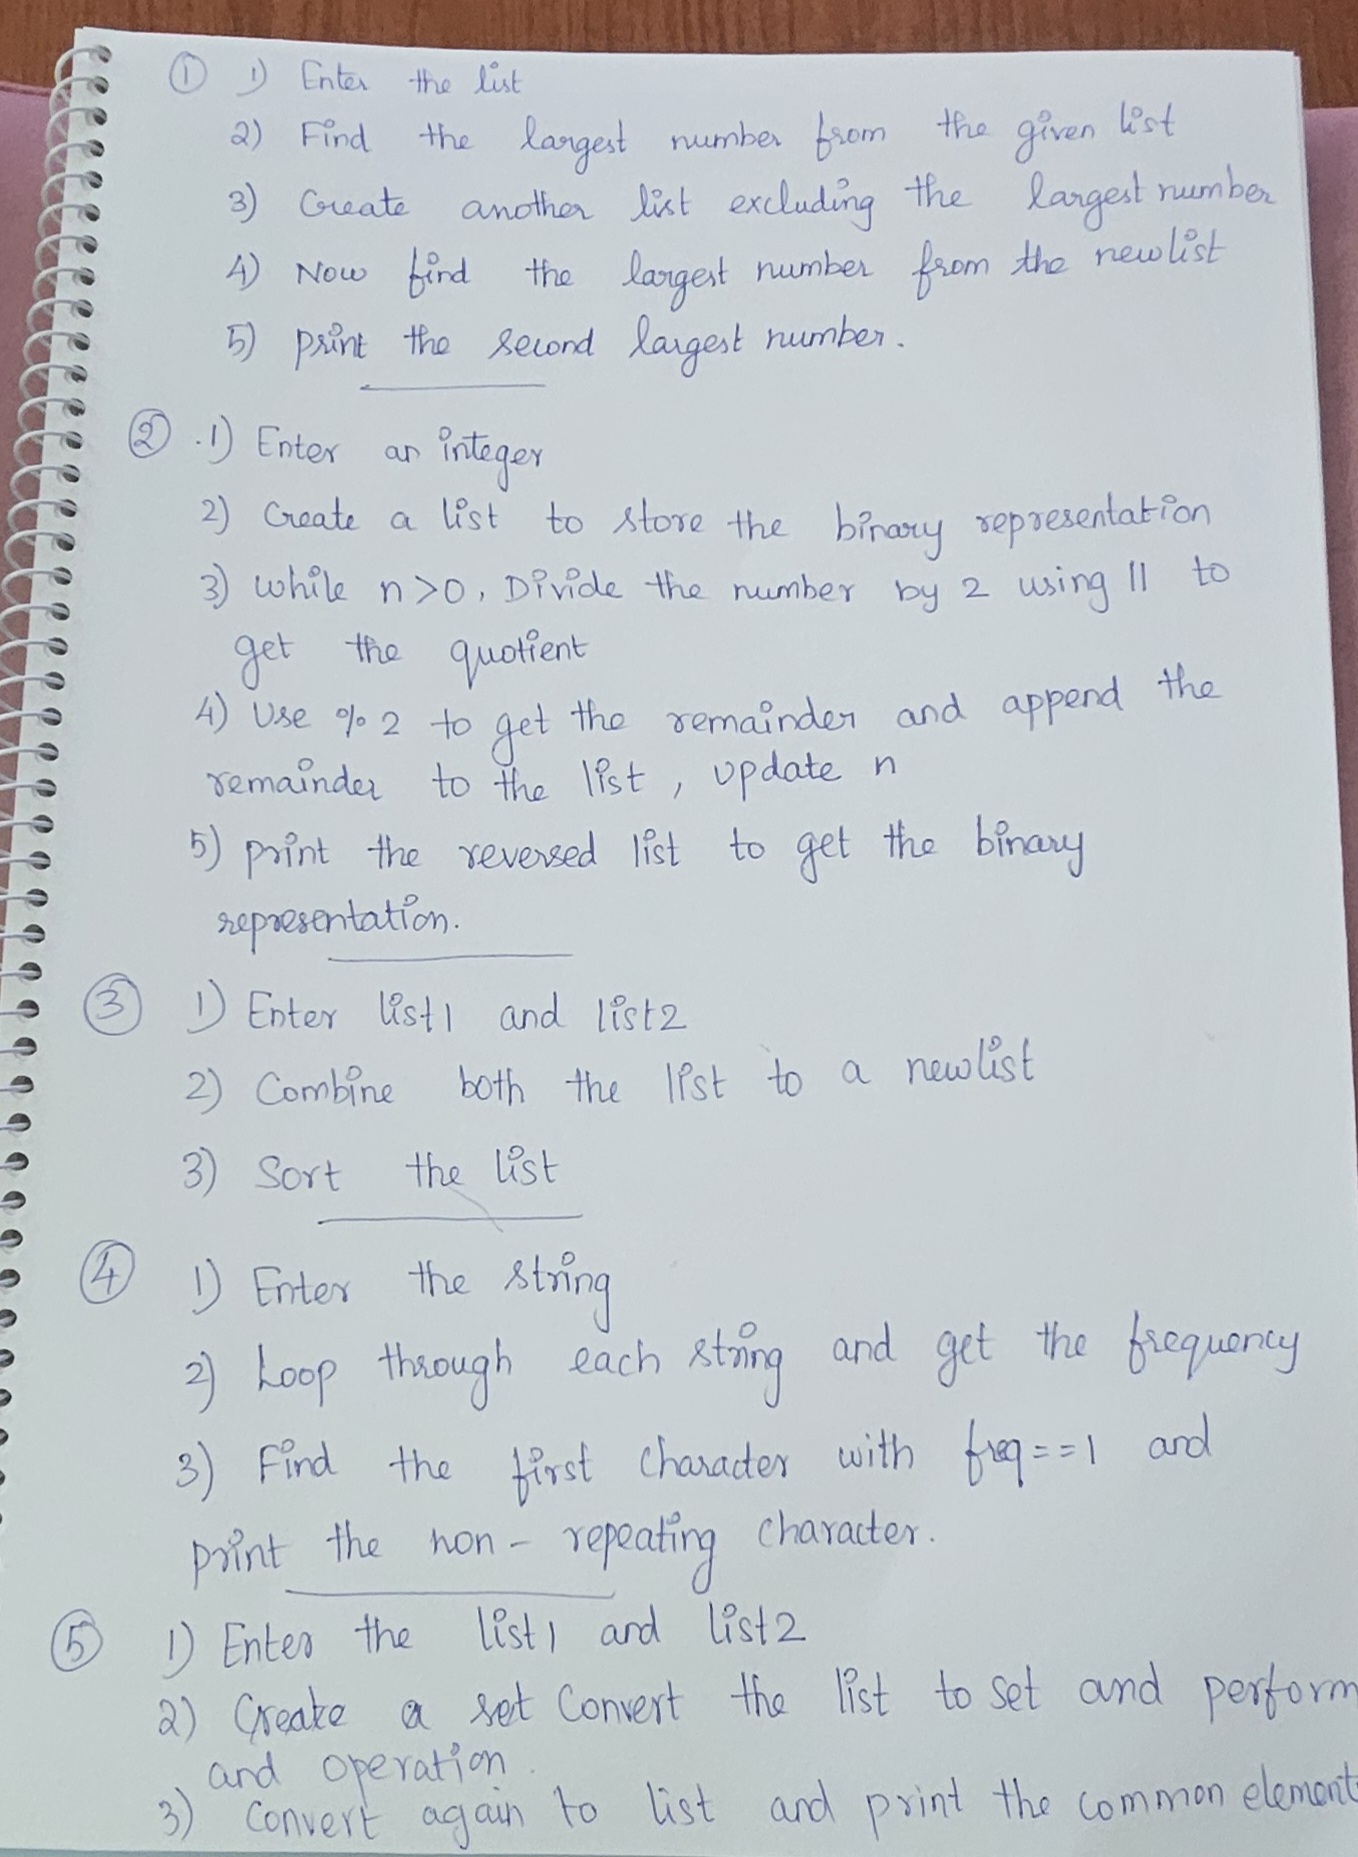 ① 1) Enter the list
2) Find the largest number from the given list
3) Create another list excluding the largest number
4) Now find the largest number from the new list
5) print the second largest number.
② .1) Enter an integer
2) Create a list to store the binary representation
3) While n>0, Divide the number by 2 using // to
get the quotient
4) Use % 2 to get the remainder and append the
remainder to the list, update n
5) print the reversed list to get the binary
representation.
③ 1) Enter list1 and list2
2) Combine both the list to a newlist
3) Sort the list
④ 1) Enter the string
2) Loop through each string and get the frequency
3) Find the first character with freq==1 and
print the non-repeating character.
⑤ 1) Enter the list1 and list2
2) Create a set Convert the list to set and perform
and operation.
3) Convert again to list and print the common element